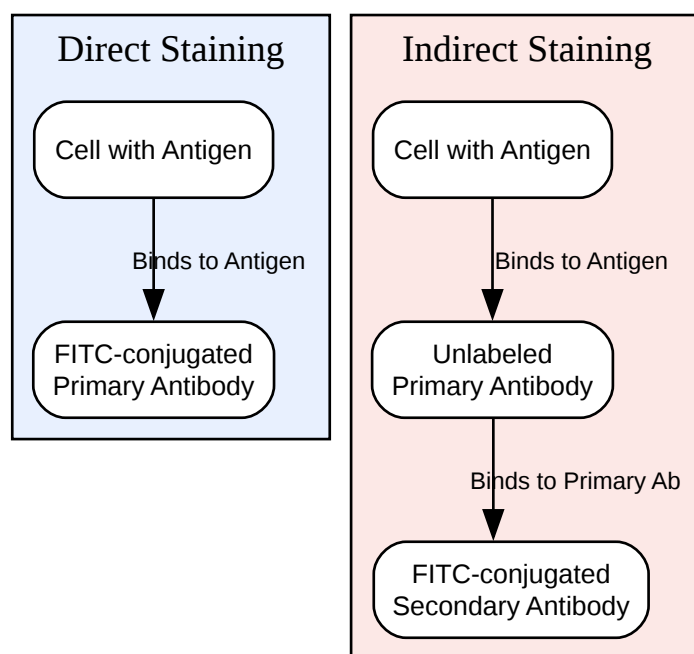 Direct Staining
Cell with Antigen
Binds to Antigen
FITC-conjugated
Primary Antibody
Indirect Staining
Cell with Antigen
Binds to Antigen
Unlabeled
Primary Antibody
Binds to Primary Ab
FITC-conjugated
Secondary Antibody